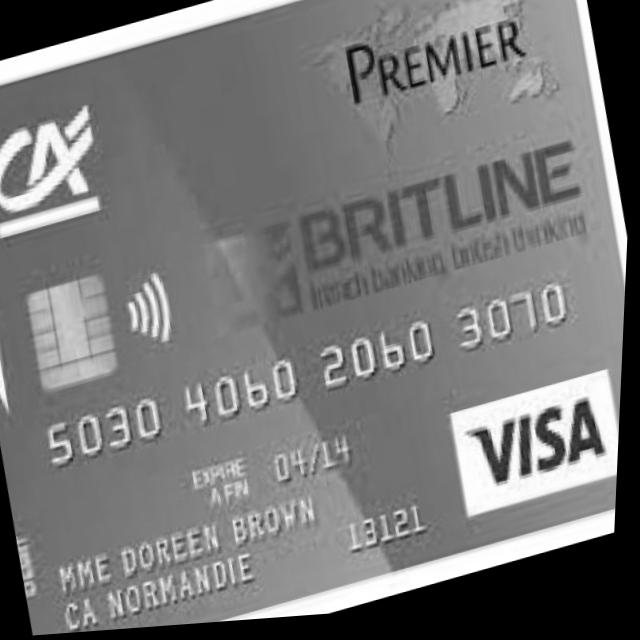 PREMIER
CA
BRITLINE
french banking, british thinking
5030 4060 2060 3070
EXPIRE
A FIN 04/14
MME DOREEN BROWN
CA NORMANDIE 13121
VISA